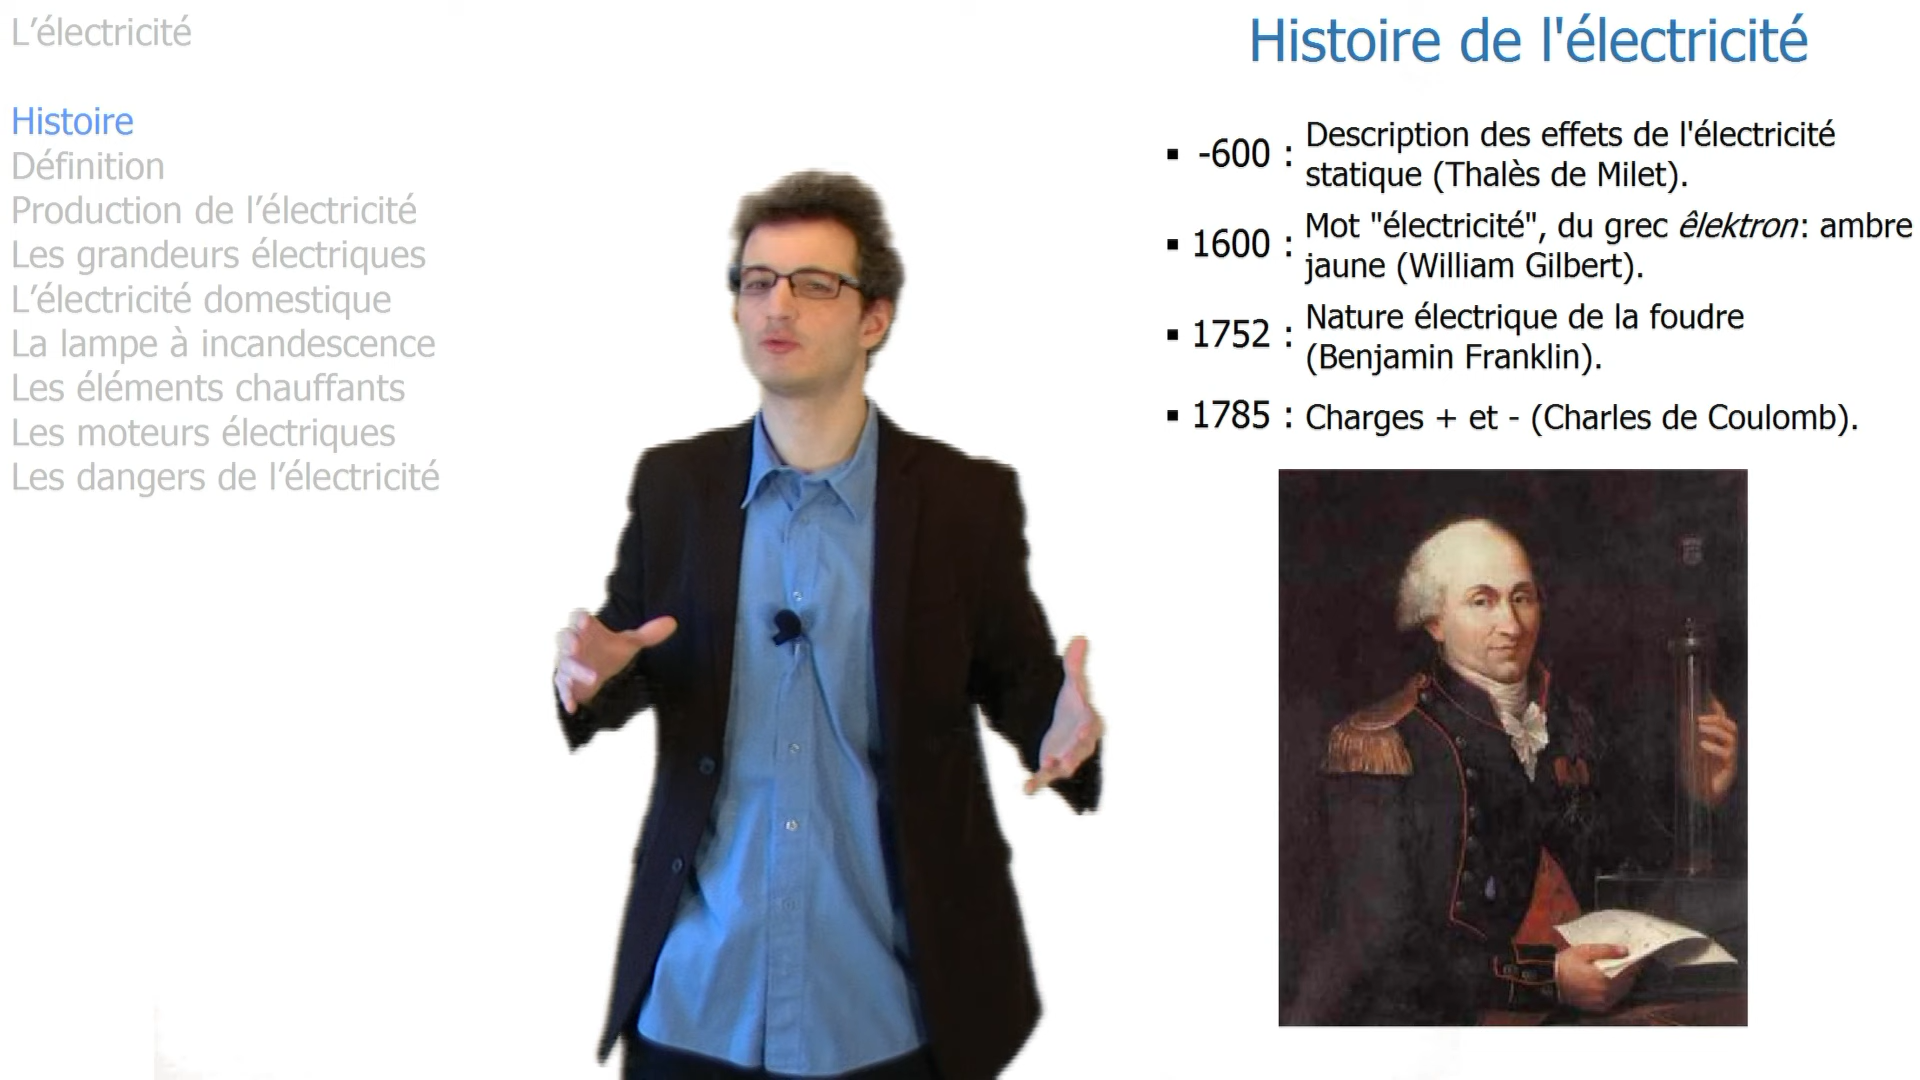 L’électricité
Histoire
Définition
Production de l’électricité
Les grandeurs électriques
L’électricité domestique
La lampe à incandescence
Les éléments chauffants
Les moteurs électriques
Les dangers de l’électricité
Histoire de l'électricité
▪ -600 : Description des effets de l'électricité
statique (Thalès de Milet).
▪ 1600 : Mot "électricité", du grec êlektron: ambre
jaune (William Gilbert).
▪ 1752 : Nature électrique de la foudre
(Benjamin Franklin).
▪ 1785 : Charges + et - (Charles de Coulomb).